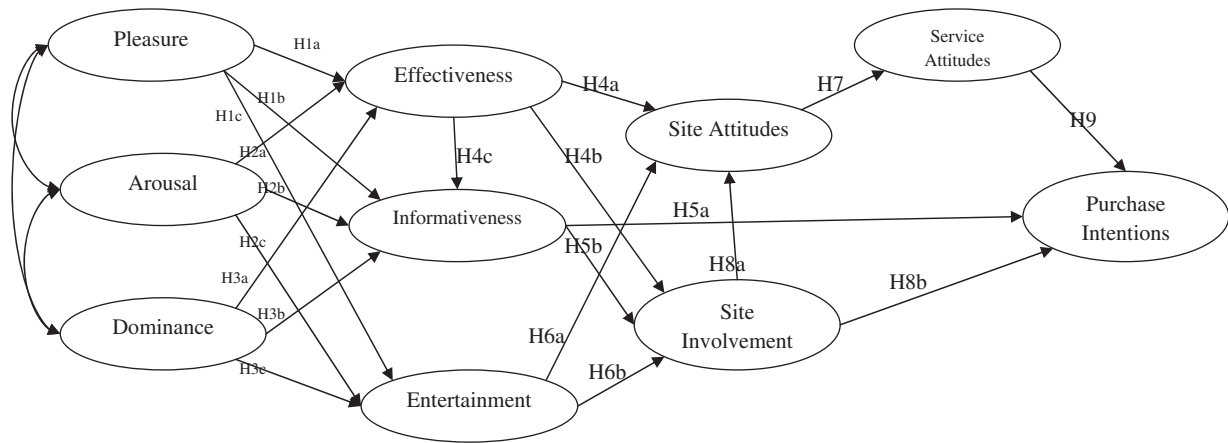 Pleasure
H1a
Service
Attitudes
Effectiveness
H4a
H7
H1b
H1c
Site Attitudes
H9
H2a
H4c
H4b
Arousal
H2b
Informativeness
H5a
Purchase
Intentions
H2c
H5b
H8a
H3a
H8b
Site
Involvement
Dominance
H3b
H6a
H3c
H6b
Entertainment